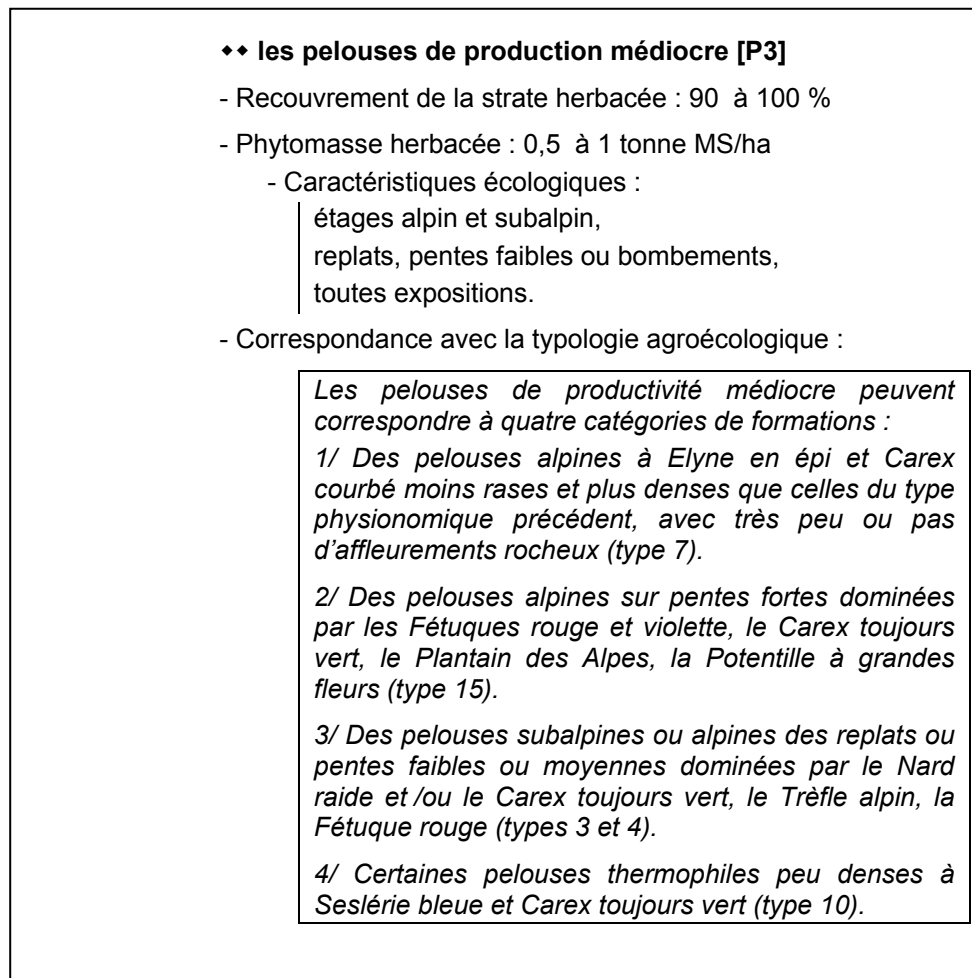 ◆◆ les pelouses de production médiocre [P3]
- Recouvrement de la strate herbacée : 90 à 100 %
- Phytomasse herbacée : 0,5 à 1 tonne MS/ha
- Caractéristiques écologiques :
étages alpin et subalpin,
replats, pentes faibles ou bombements,
toutes expositions.
- Correspondance avec la typologie agroécologique :
Les pelouses de productivité médiocre peuvent
correspondre à quatre catégories de formations :
1/ Des pelouses alpines à Elyne en épi et Carex
courbé moins rases et plus denses que celles du type
physionomique précédent, avec très peu ou pas
d'affleurements rocheux (type 7).
2/ Des pelouses alpines sur pentes fortes dominées
par les Fétuques rouge et violette, le Carex toujours
vert, le Plantain des Alpes, la Potentille à grandes
fleurs (type 15).
3/ Des pelouses subalpines ou alpines des replats ou
pentes faibles ou moyennes dominées par le Nard
raide et /ou le Carex toujours vert, le Trèfle alpin, la
Fétuque rouge (types 3 et 4).
4/ Certaines pelouses thermophiles peu denses à
Seslérie bleue et Carex toujours vert (type 10).